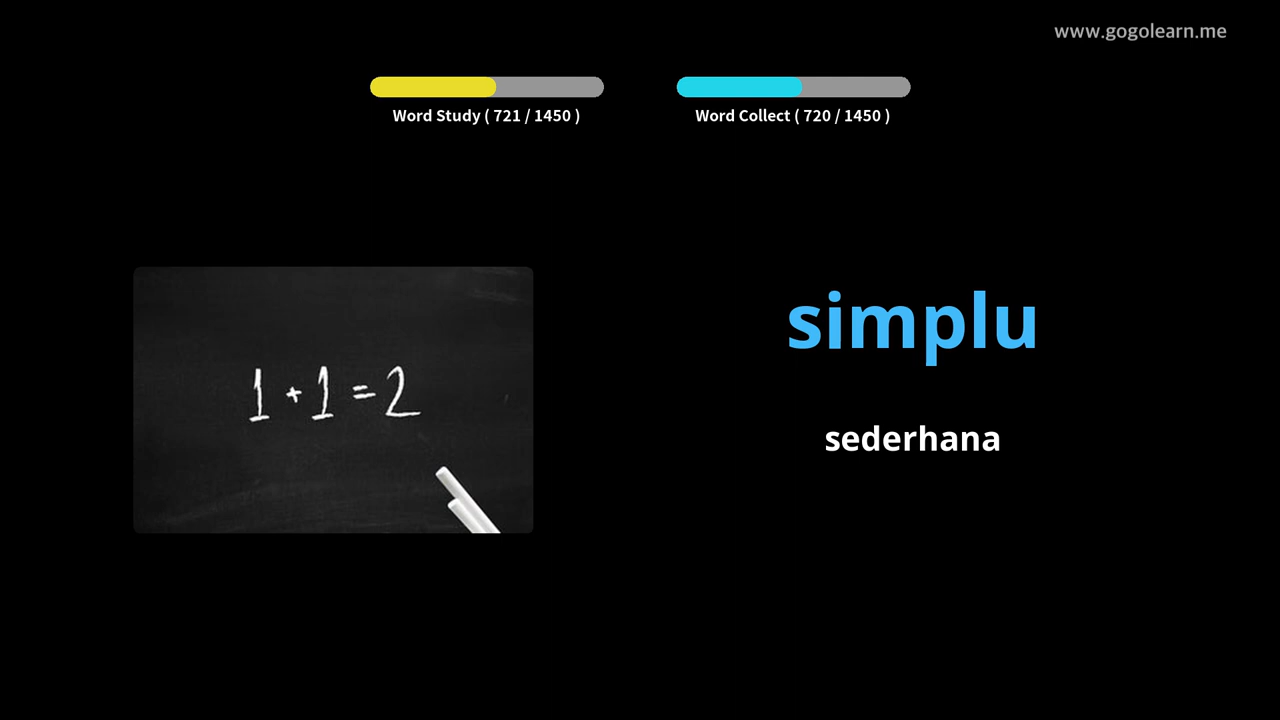 www.gogolearn.me
Word Study ( 721 / 1450 )
Word Collect ( 720 / 1450 )
1 + 1 = 2
simplu
sederhana